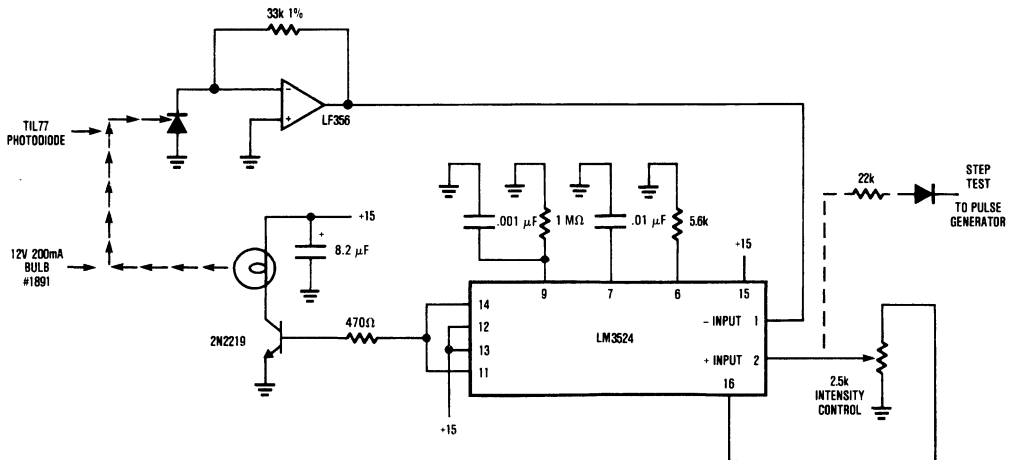 33k 1%
−
+
LF356
TIL77
PHOTODIODE
12V 200mA
BULB
#1891
+15
+
8.2 µF
2N2219
470Ω
+15
.001 µF
1 MΩ
.01 µF
5.6k
+15
9
7
6
15
14
12
13
11
LM3524
− INPUT 1
+ INPUT 2
16
22k
STEP
TEST
TO PULSE
GENERATOR
2.5k
INTENSITY
CONTROL